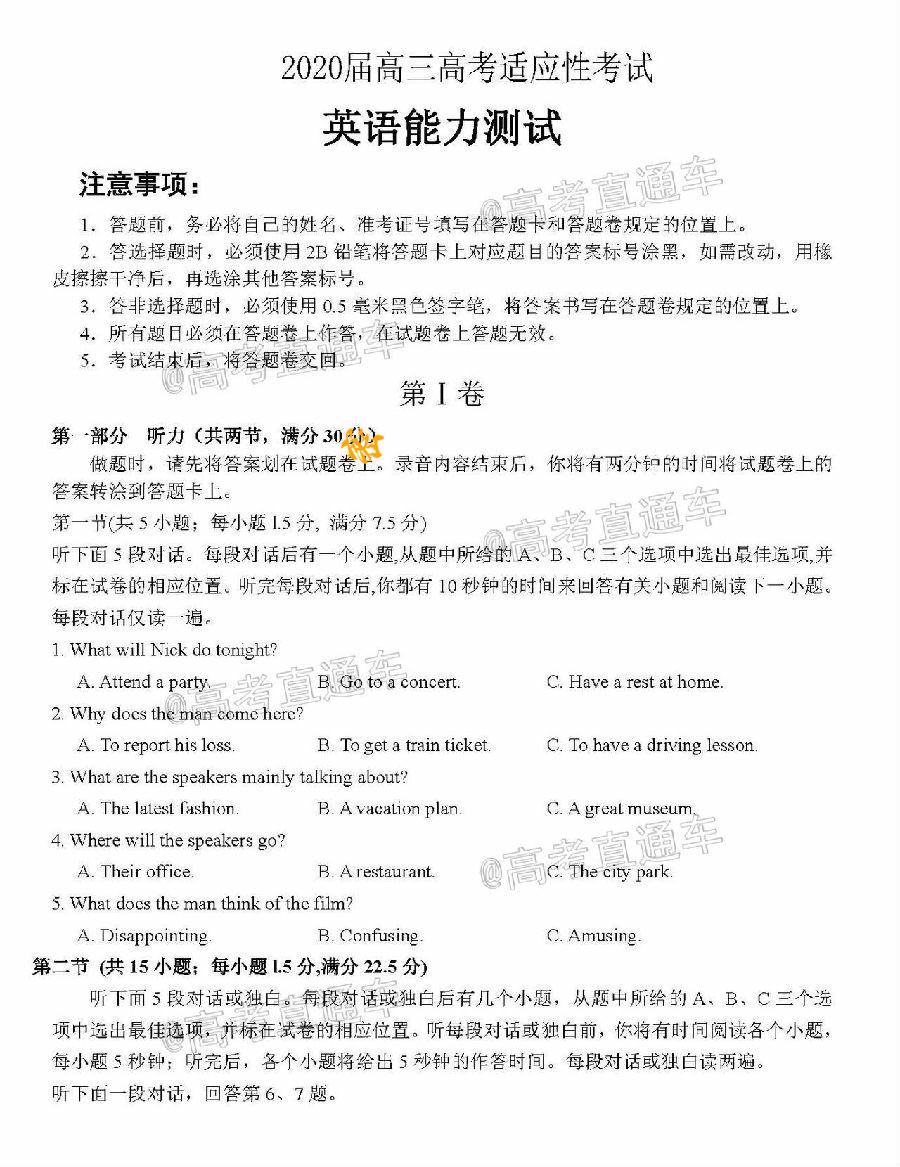 2020届高三高考适应性考试
英语能力测试
注意事项：
1．答题前，务必将自己的姓名、准考证号填写在答题卡和答题卷规定的位置上。
2．答选择题时，必须使用2B铅笔将答题卡上对应题目的答案标号涂黑，如需改动，用橡
皮擦擦干净后，再选涂其他答案标号。
3．答非选择题时，必须使用0.5毫米黑色签字笔，将答案书写在答题卷规定的位置上。
4．所有题目必须在答题卷上作答，在试题卷上答题无效。
5．考试结束后，将答题卷交回。
第Ⅰ卷
第一部分 听力（共两节，满分30分）
做题时，请先将答案划在试题卷上。录音内容结束后，你将有两分钟的时间将试题卷上的
答案转涂到答题卡上。
第一节(共5小题；每小题l.5分, 满分7.5分)
听下面5段对话。每段对话后有一个小题,从题中所给的A、B、C三个选项中选出最佳选项,并
标在试卷的相应位置。听完每段对话后,你都有10秒钟的时间来回答有关小题和阅读下一小题。
每段对话仅读一遍。
1. What will Nick do tonight?
A. Attend a party. B. Go to a concert. C. Have a rest at home.
2. Why does the man come here?
A. To report his loss. B. To get a train ticket. C. To have a driving lesson.
3. What are the speakers mainly talking about?
A. The latest fashion. B. A vacation plan. C. A great museum.
4. Where will the speakers go?
A. Their office. B. A restaurant. C. The city park.
5. What does the man think of the film?
A. Disappointing. B. Confusing. C. Amusing.
第二节 (共15小题；每小题l.5分,满分22.5分)
听下面5段对话或独白。每段对话或独白后有几个小题，从题中所给的A、B、C三个选
项中选出最佳选项，并标在试卷的相应位置。听每段对话或独白前，你将有时间阅读各个小题，
每小题5秒钟；听完后，各个小题将给出5秒钟的作答时间。每段对话或独白读两遍。
听下面一段对话，回答第6、7题。
@高考直通车
@高考直通车
@高考直通车
@高考直通车
@高考直通车
@高考直通车